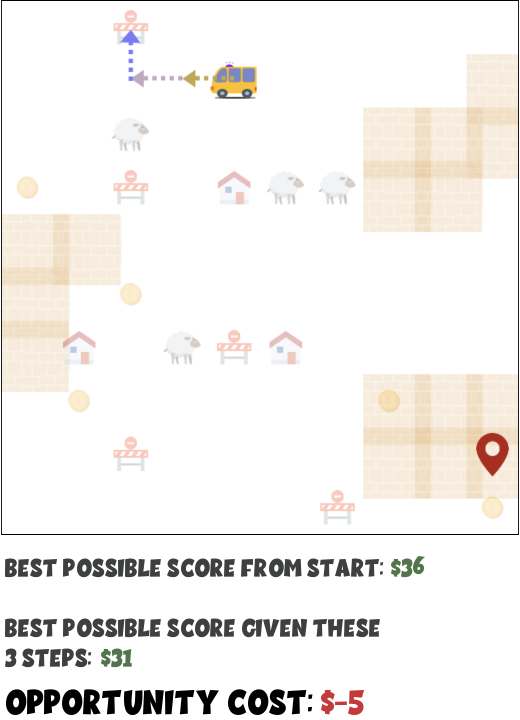 BEST POSSIBLE SCORE FROM START: $36
BEST POSSIBLE SCORE GIVEN THESE
3 STEPS: $31
OPPORTUNITY COST: $-5